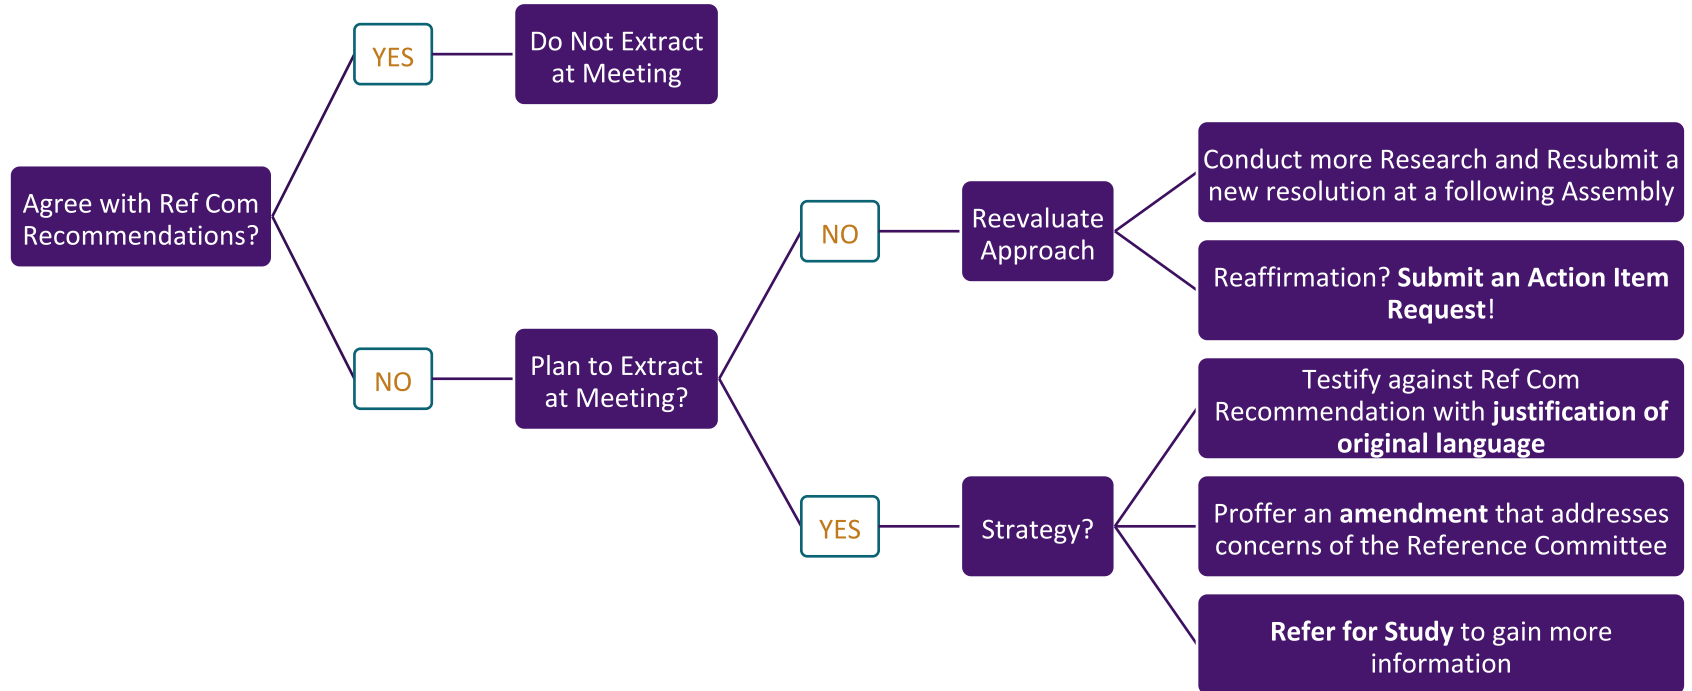 YES
Do Not Extract
at Meeting
Agree with Ref Com
Recommendations?
NO
Plan to Extract
at Meeting?
NO
Reevaluate
Approach
Conduct more Research and Resubmit a
new resolution at a following Assembly
Reaffirmation? Submit an Action Item
Request!
YES
Strategy?
Testify against Ref Com
Recommendation with justification of
original language
Proffer an amendment that addresses
concerns of the Reference Committee
Refer for Study to gain more
information